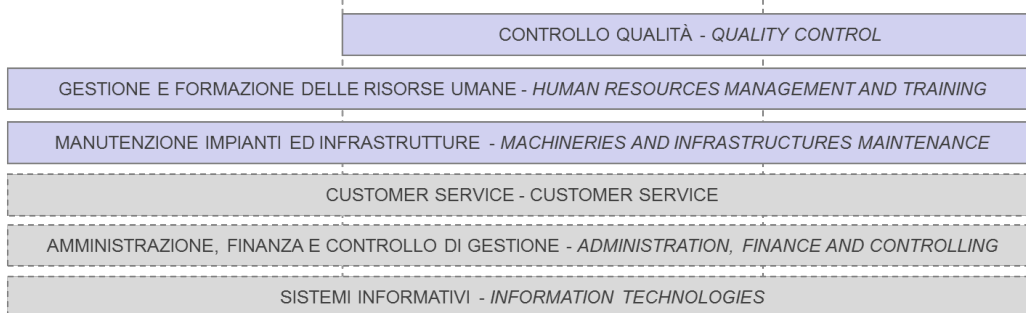 CONTROLLO QUALITÀ - QUALITY CONTROL
GESTIONE E FORMAZIONE DELLE RISORSE UMANE - HUMAN RESOURCES MANAGEMENT AND TRAINING
MANUTENZIONE IMPIANTI ED INFRASTRUTTURE - MACHINERIES AND INFRASTRUCTURES MAINTENANCE
CUSTOMER SERVICE - CUSTOMER SERVICE
AMMINISTRAZIONE, FINANZA E CONTROLLO DI GESTIONE - ADMINISTRATION, FINANCE AND CONTROLLING
SISTEMI INFORMATIVI - INFORMATION TECHNOLOGIES